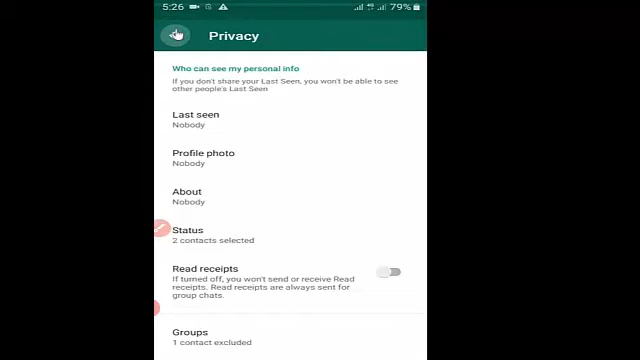 5:26
79%
Privacy
Who can see my personal info
If you don't share your Last Seen, you won't be able to see
other people's Last Seen
Last seen
Nobody
Profile photo
Nobody
About
Nobody
Status
2 contacts selected
Read receipts
If turned off, you won't send or receive Read
receipts. Read receipts are always sent for
group chats.
Groups
1 contact excluded